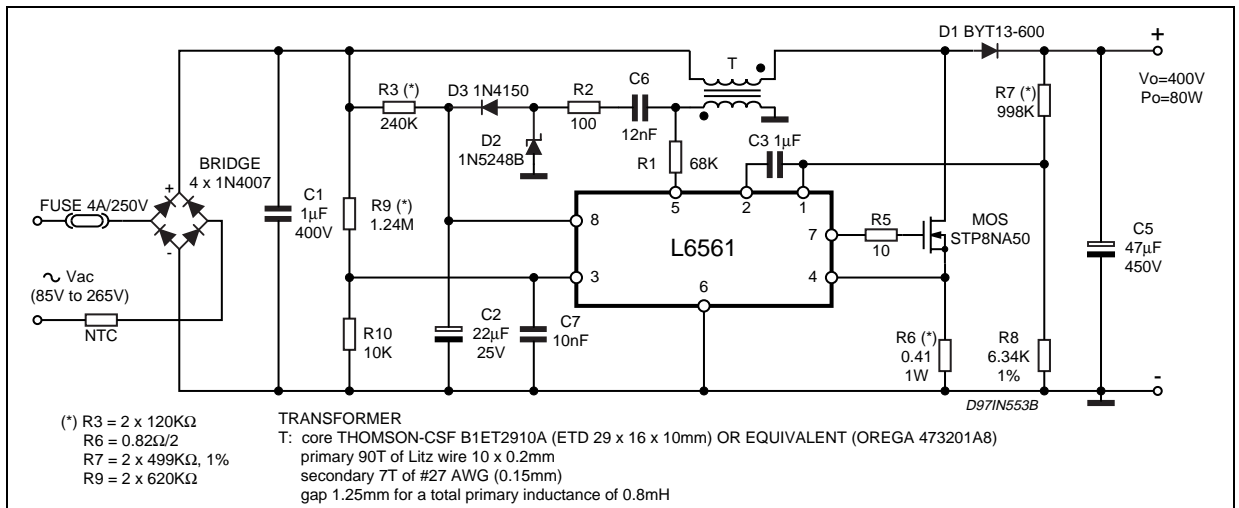 D1 BYT13-600
+
Vo=400V
Po=80W
T
R3 (*)
240K
D3 1N4150
R2
100
C6
12nF
R7 (*)
998K
D2
1N5248B
C3 1µF
R1
68K
BRIDGE
4 x 1N4007
+
-
FUSE 4A/250V
C1
1µF
400V
R9 (*)
1.24M
5
2
1
8
3
L6561
7
4
6
R5
10
MOS
STP8NA50
C5
47µF
450V
~ Vac
(85V to 265V)
NTC
R10
10K
C2
22µF
25V
C7
10nF
R6 (*)
0.41
1W
R8
6.34K
1%
-
D97IN553B
(*) R3 = 2 x 120KΩ
R6 = 0.82Ω/2
R7 = 2 x 499KΩ, 1%
R9 = 2 x 620KΩ
TRANSFORMER
T: core THOMSON-CSF B1ET2910A (ETD 29 x 16 x 10mm) OR EQUIVALENT (OREGA 473201A8)
primary 90T of Litz wire 10 x 0.2mm
secondary 7T of #27 AWG (0.15mm)
gap 1.25mm for a total primary inductance of 0.8mH